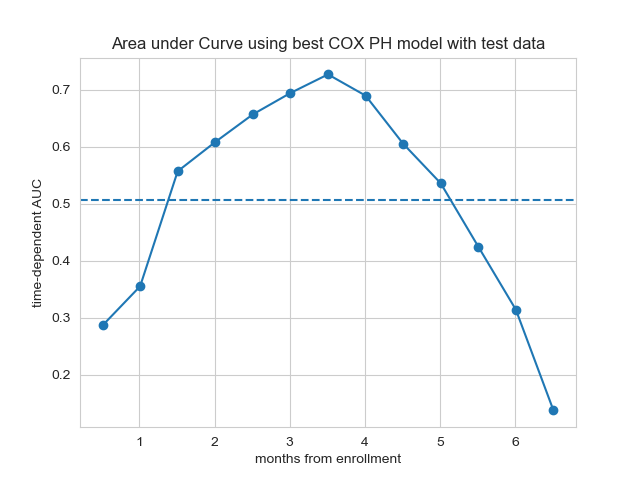 Area under Curve using best COX PH model with test data
time-dependent AUC
0.7
0.6
0.5
0.4
0.3
0.2
1 2 3 4 5 6
months from enrollment